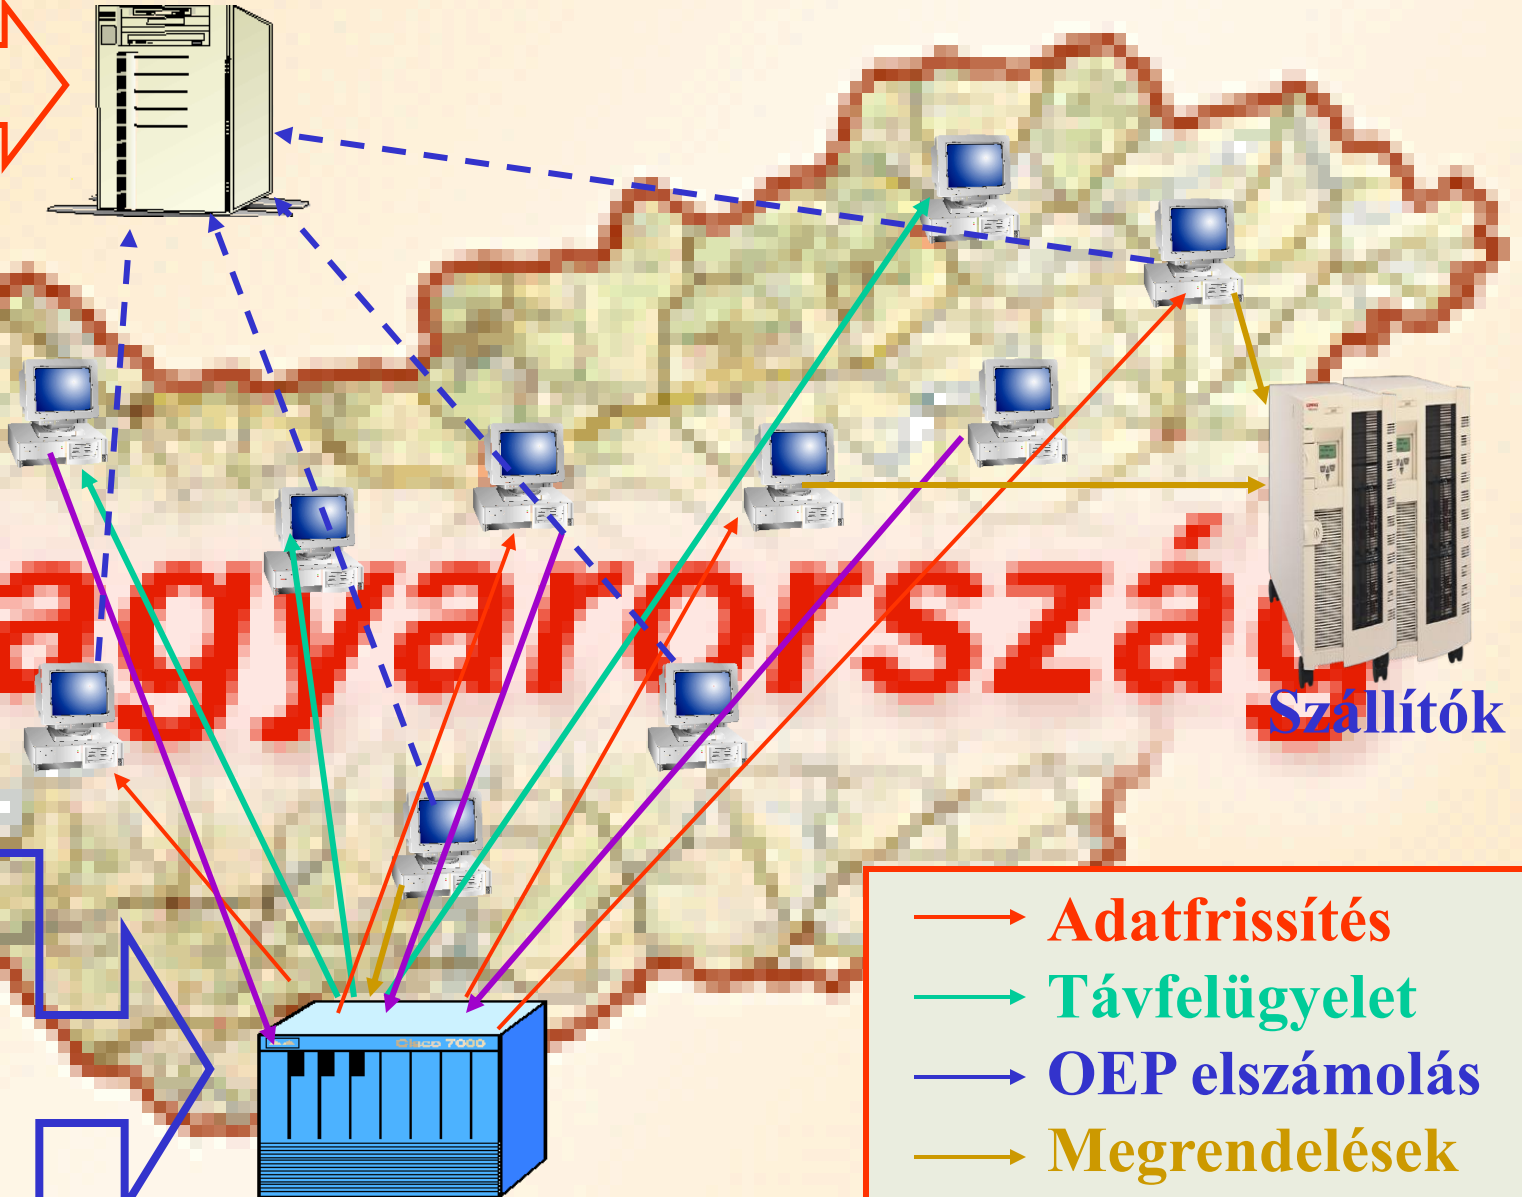 agyarország
Szállítók
Cisco 7000
Adatfrissítés
Távfelügyelet
OEP elszámolás
Megrendelések